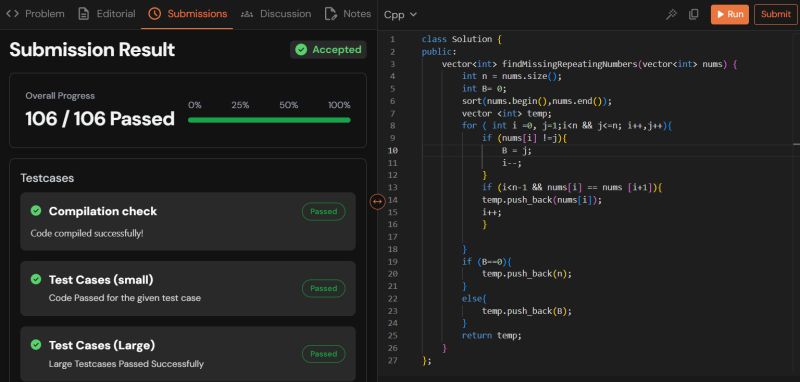 Problem Editorial Submissions Discussion Notes
Submission Result
Accepted
Overall Progress
106 / 106 Passed
0% 25% 50% 100%
Testcases
Compilation check
Passed
Code compiled successfully!
Test Cases (small)
Passed
Code Passed for the given test case
Test Cases (Large)
Passed
Large Testcases Passed Successfully
Cpp
Run
Submit
1 class Solution {
2 public:
3 vector<int> findMissingRepeatingNumbers(vector<int> nums) {
4 int n = nums.size();
5 int B= 0;
6 sort(nums.begin(),nums.end());
7 vector <int> temp;
8 for ( int i =0, j=1;i<n && j<=n; i++,j++){
9 if (nums[i] !=j){
10 B = j;
11 i--;
12 }
13 if (i<n-1 && nums[i] == nums [i+1]){
14 temp.push_back(nums[i]);
15 i++;
16 }
17
18 }
19 if (B==0){
20 temp.push_back(n);
21 }
22 else{
23 temp.push_back(B);
24 }
25 return temp;
26 }
27 };